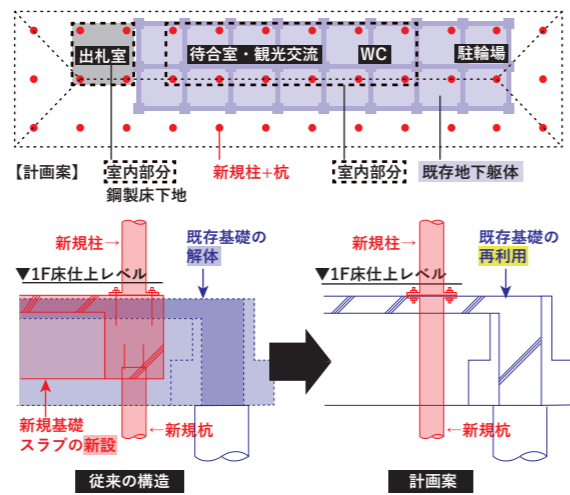 出札室
待合室・観光交流
WC
駐輪場
【計画案】
室内部分
鋼製床下地
新規柱+杭
室内部分
既存地下躯体
新規柱→
既存基礎の
解体
▼1F床仕上レベル
新規基礎
スラブの新設
←新規杭
従来の構造
新規柱→
既存基礎の
再利用
▼1F床仕上レベル
←新規杭
計画案